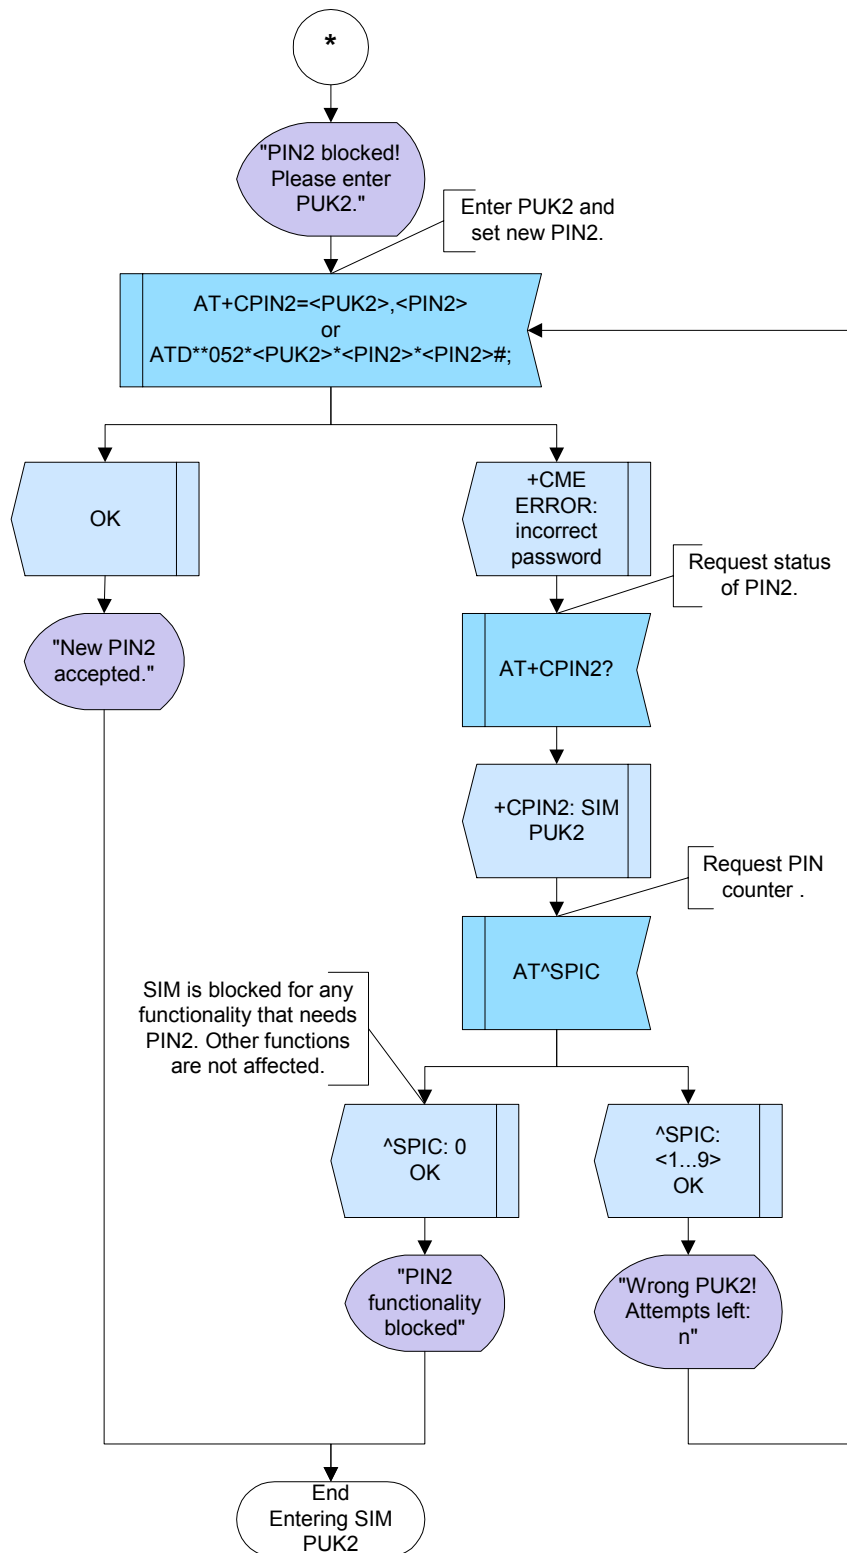 *
"PIN2 blocked!
Please enter
PUK2."
Enter PUK2 and
set new PIN2.
AT+CPIN2=<PUK2>,<PIN2>
or
ATD**052*<PUK2>*<PIN2>*<PIN2>#;
OK
+CME
ERROR:
incorrect
password
Request status
of PIN2.
"New PIN2
accepted."
AT+CPIN2?
+CPIN2: SIM
PUK2
Request PIN
counter .
AT^SPIC
SIM is blocked for any
functionality that needs
PIN2. Other functions
are not affected.
^SPIC: 0
OK
^SPIC:
<1...9>
OK
"PIN2
functionality
blocked"
"Wrong PUK2!
Attempts left:
n"
End
Entering SIM
PUK2